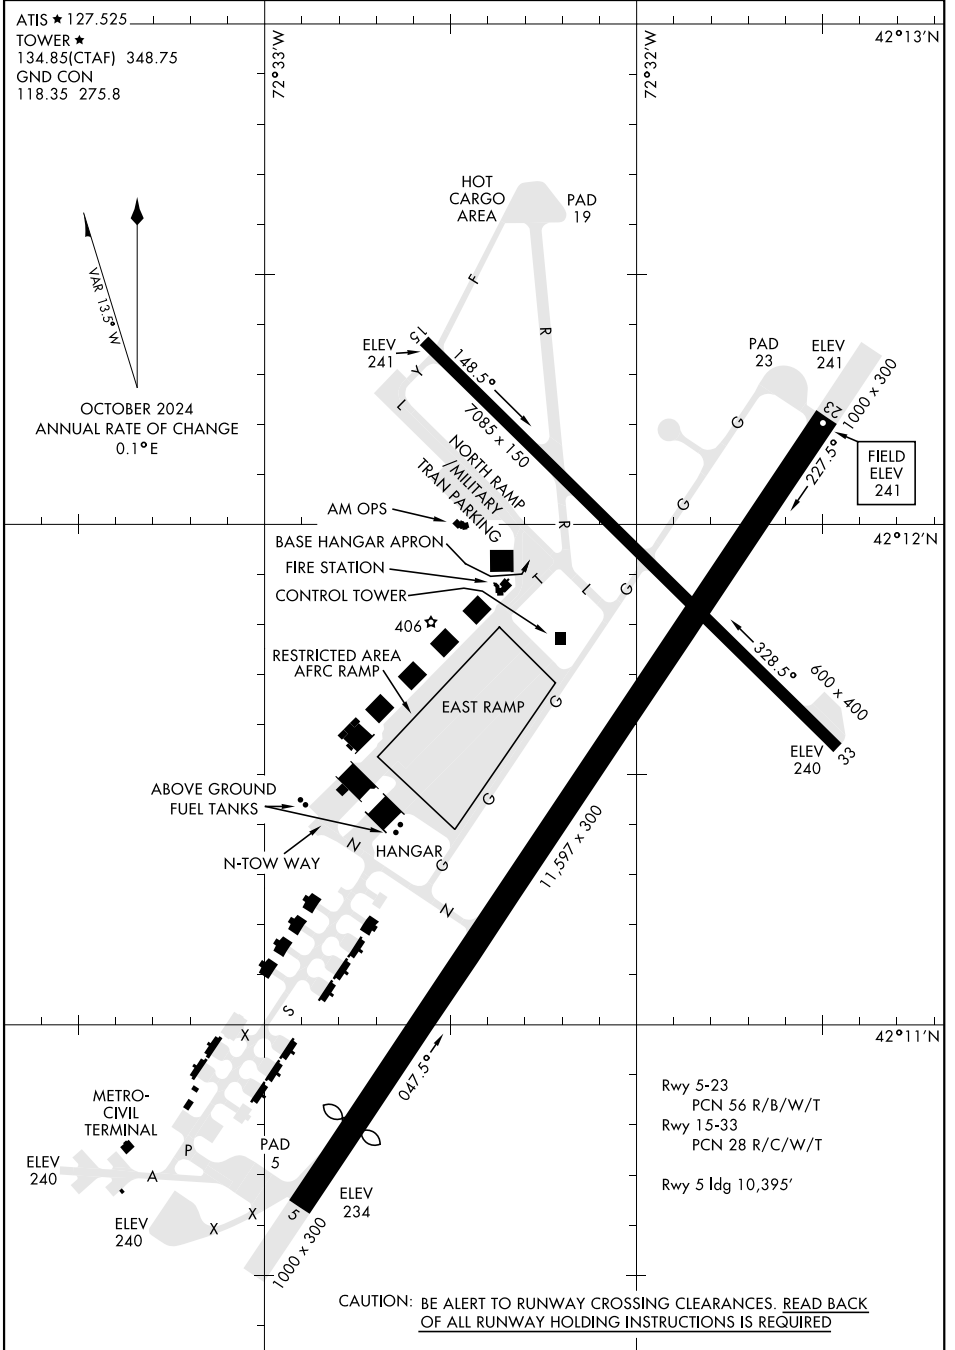 ATIS ★ 127.525
TOWER ★
134.85(CTAF) 348.75
GND CON
118.35 275.8
72°33'W
72°32'W
42°13'N
VAR 13.5° W
OCTOBER 2024
ANNUAL RATE OF CHANGE
0.1°E
HOT
CARGO
AREA
PAD
19
F
R
ELEV
241
15
148.5°
7085 x 150
Y
L
PAD
23
ELEV
241
23
1000 x 300
227.5°
G
G
FIELD
ELEV
241
NORTH RAMP
/MILITARY
TRAN PARKING
AM OPS
R
42°12'N
BASE HANGAR APRON
FIRE STATION
CONTROL TOWER
T
L
G
406
RESTRICTED AREA
AFRC RAMP
328.5°
600 x 400
EAST RAMP
G
ELEV
240
33
ABOVE GROUND
FUEL TANKS
G
N-TOW WAY
N
HANGAR
G
11,597 x 300
N
S
X
42°11'N
047.5°
METRO-
CIVIL
TERMINAL
Rwy 5-23
PCN 56 R/B/W/T
Rwy 15-33
PCN 28 R/C/W/T
Rwy 5 ldg 10,395'
P
PAD
5
ELEV
240
A
ELEV
234
ELEV
240
X
X
5
1000 x 300
CAUTION: BE ALERT TO RUNWAY CROSSING CLEARANCES. READ BACK
OF ALL RUNWAY HOLDING INSTRUCTIONS IS REQUIRED